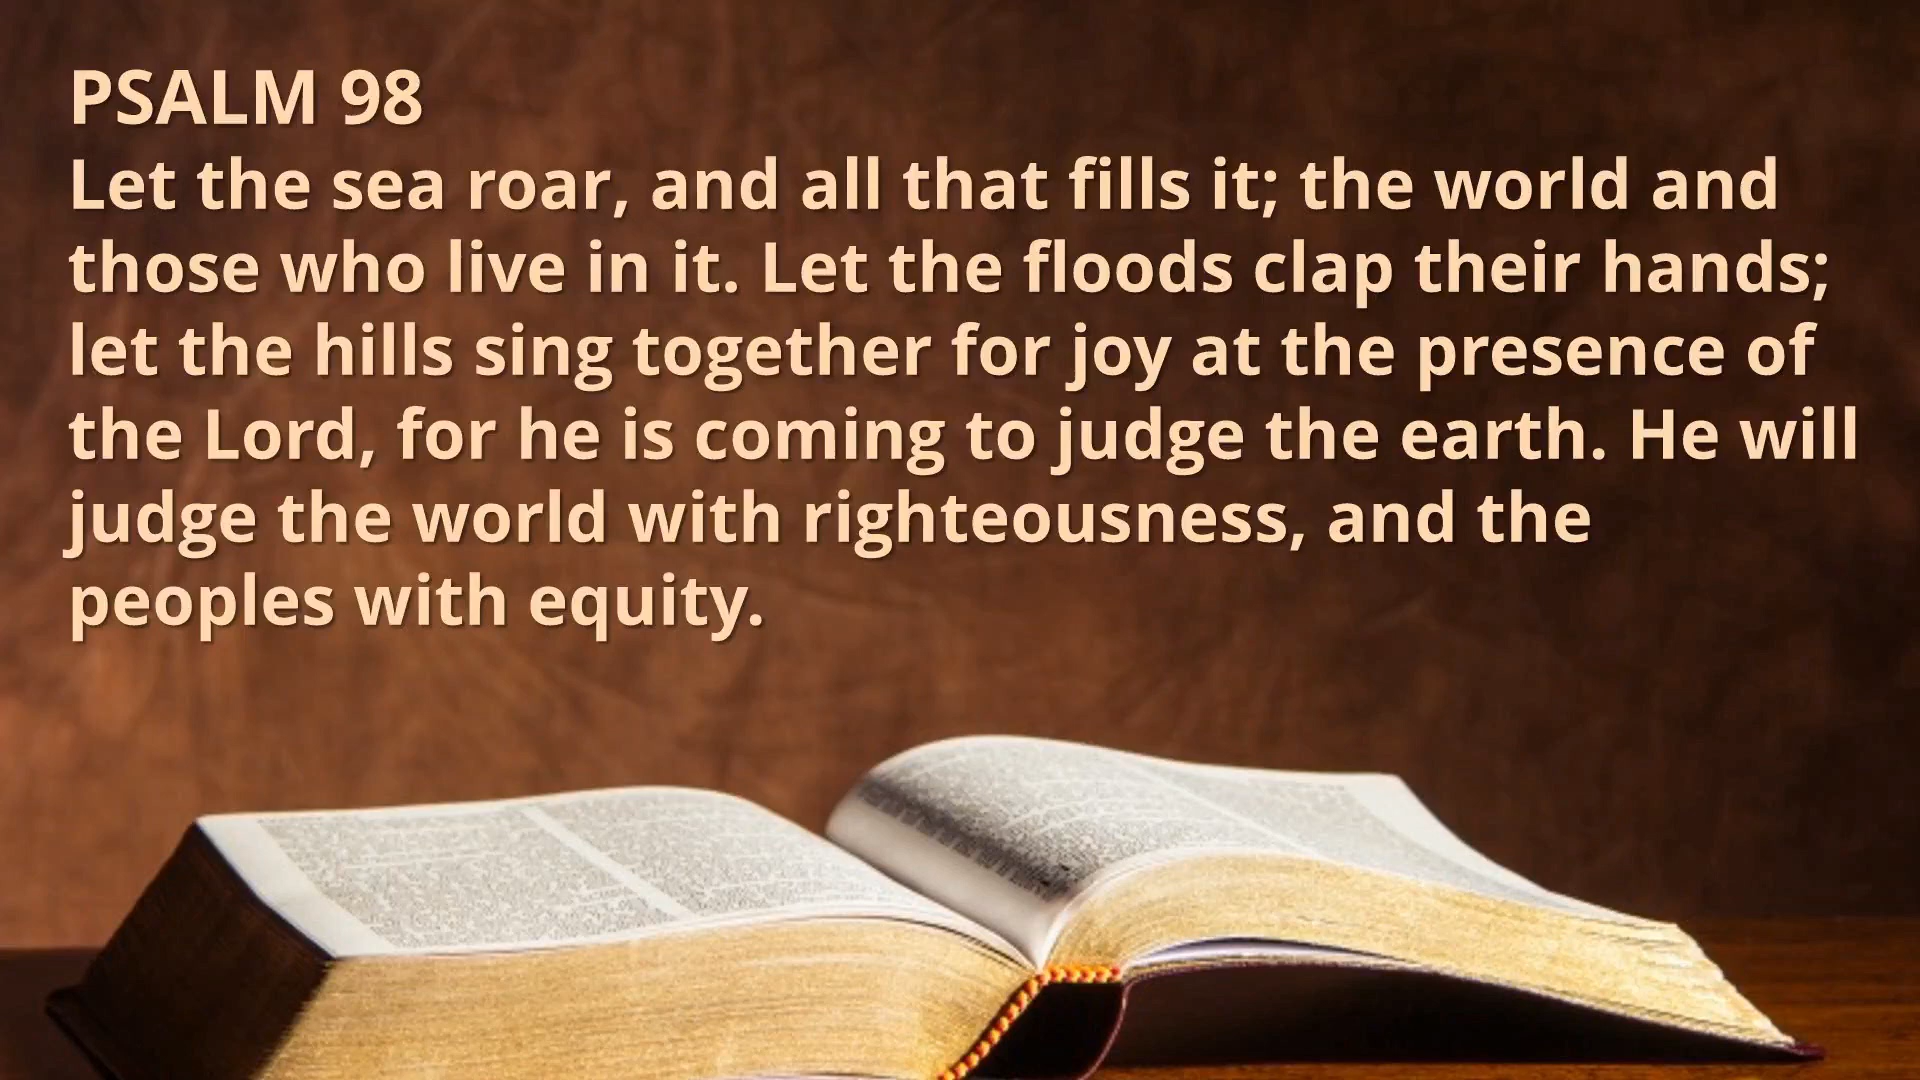 PSALM 98
Let the sea roar, and all that fills it; the world and
those who live in it. Let the floods clap their hands;
let the hills sing together for joy at the presence of
the Lord, for he is coming to judge the earth. He will
judge the world with righteousness, and the
peoples with equity.